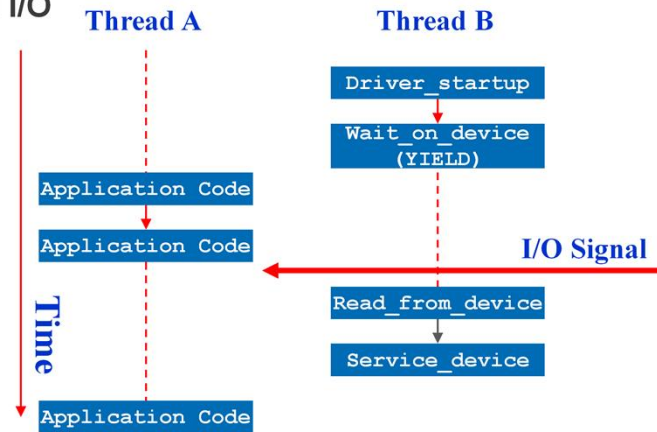 I/O
Thread A
Thread B
Driver_startup
Wait_on_device
(YIELD)
Application Code
Application Code
I/O Signal
Read_from_device
Time
Service_device
Application Code